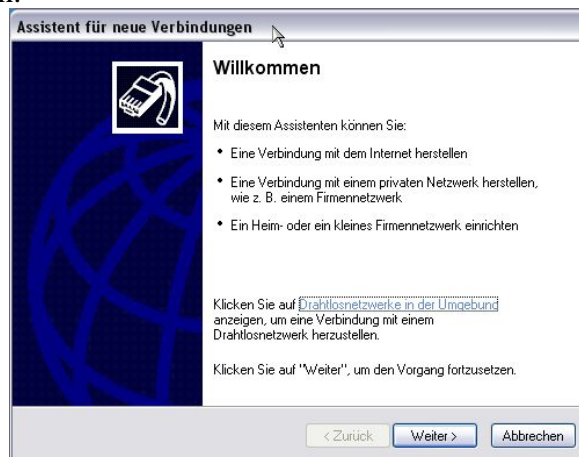 Assistent für neue Verbindungen
Willkommen
Mit diesem Assistenten können Sie:
• Eine Verbindung mit dem Internet herstellen
• Eine Verbindung mit einem privaten Netzwerk herstellen,
wie z. B. einem Firmennetzwerk
• Ein Heim- oder ein kleines Firmennetzwerk einrichten
Klicken Sie auf Drahtlosnetzwerke in der Umgebung
anzeigen, um eine Verbindung mit einem
Drahtlosnetzwerk herzustellen.
Klicken Sie auf "Weiter", um den Vorgang fortzusetzen.
< Zurück Weiter > Abbrechen